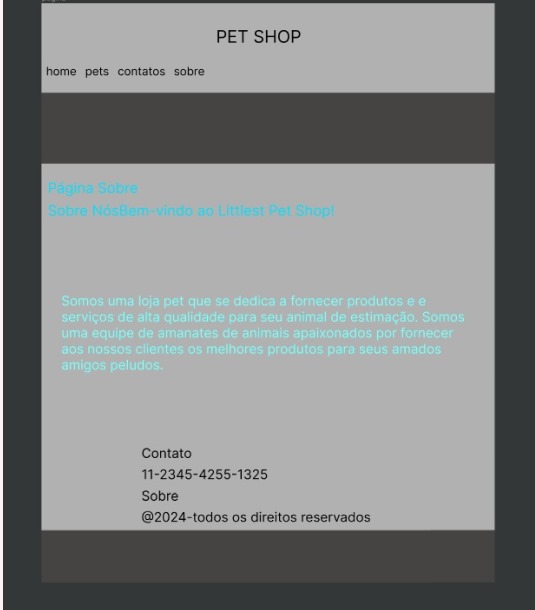 PET SHOP
home pets contatos sobre
Página Sobre
Sobre NósBem-vindo ao Littlest Pet Shop!
Somos uma loja pet que se dedica a fornecer produtos e e
serviços de alta qualidade para seu animal de estimação. Somos
uma equipe de amanates de animais apaixonados por fornecer
aos nossos clientes os melhores produtos para seus amados
amigos peludos.
Contato
11-2345-4255-1325
Sobre
@2024-todos os direitos reservados